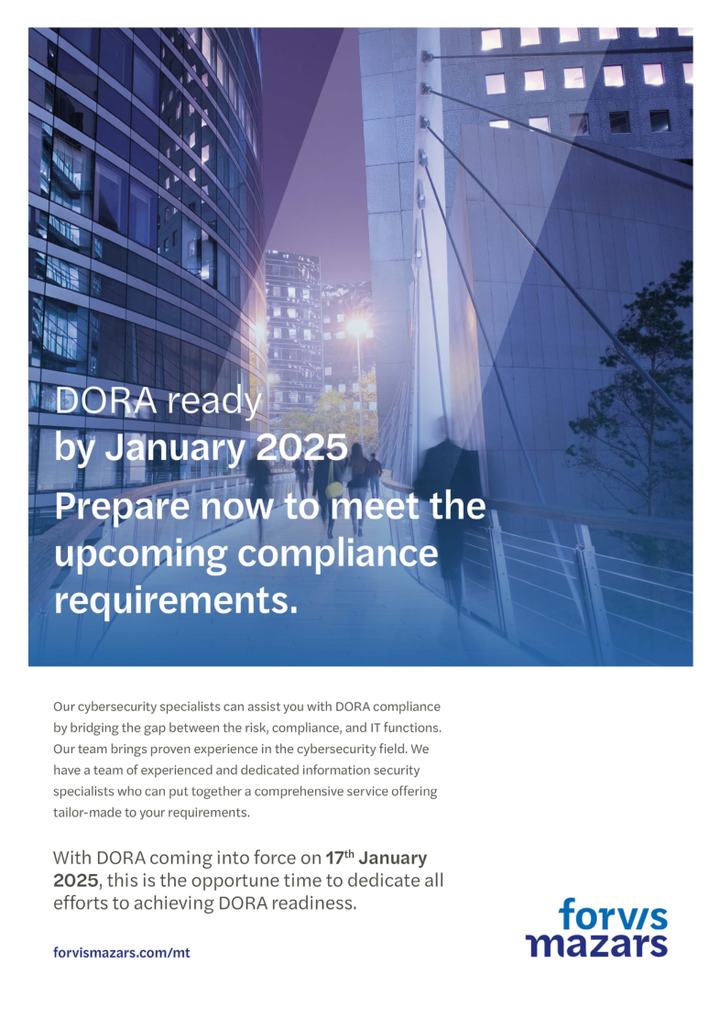 DORA ready
by January 2025
Prepare now to meet the
upcoming compliance
requirements.
Our cybersecurity specialists can assist you with DORA compliance
by bridging the gap between the risk, compliance, and IT functions.
Our team brings proven experience in the cybersecurity field. We
have a team of experienced and dedicated information security
specialists who can put together a comprehensive service offering
tailor-made to your requirements.
With DORA coming into force on 17th January
2025, this is the opportune time to dedicate all
efforts to achieving DORA readiness.
forvismazars.com/mt
forvis
mazars